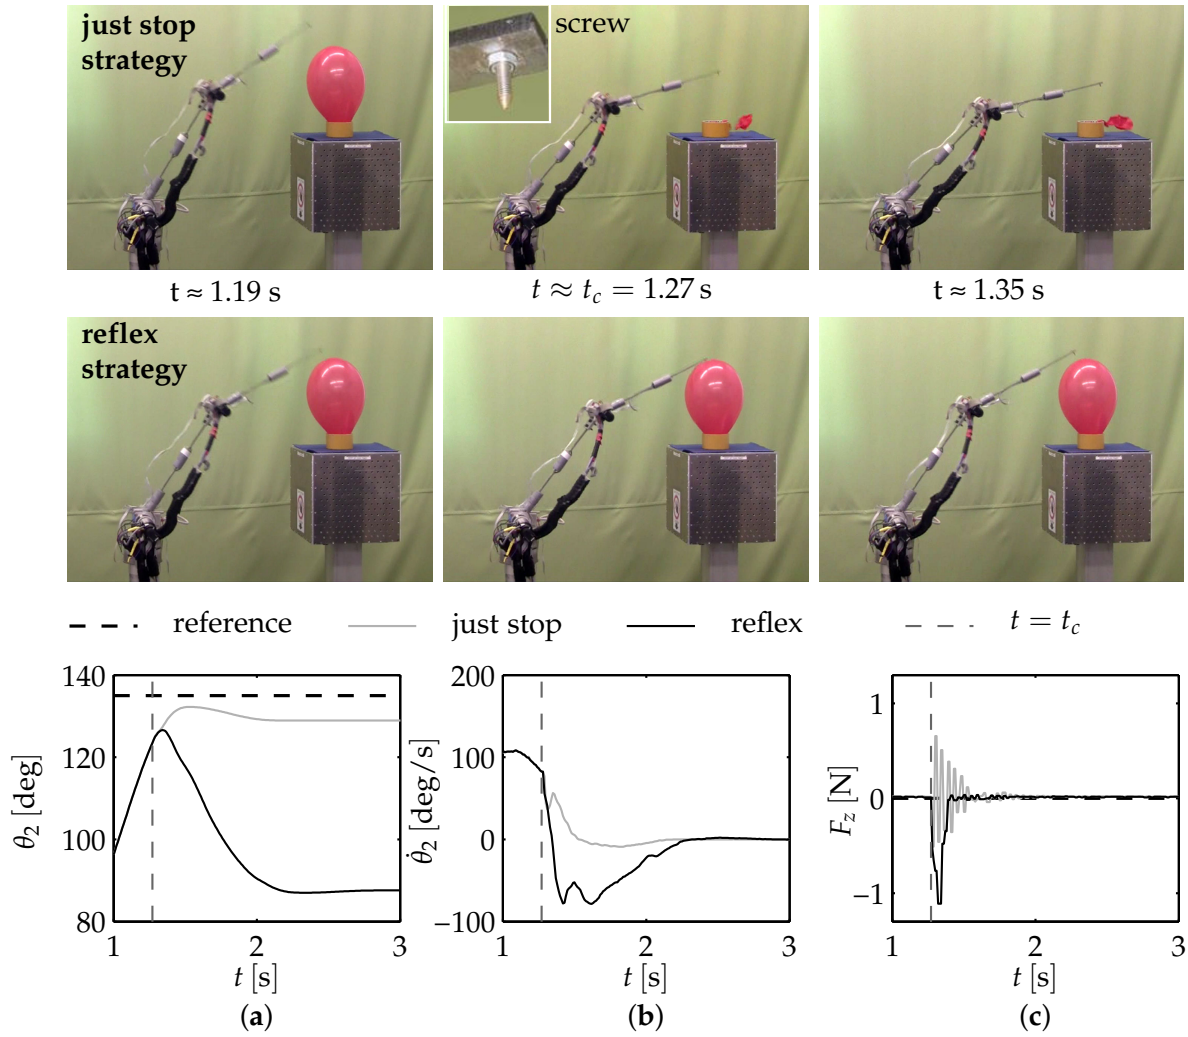 just stop
strategy
screw
t ≈ 1.19 s
t ≈ t_c = 1.27 s
t ≈ 1.35 s
reflex
strategy
reference
just stop
reflex
t = t_c
140
120
100
80
θ₂ [deg]
1 2 3
t [s]
(a)
200
100
0
−100
θ̇₂ [deg/s]
1 2 3
t [s]
(b)
1
0
−1
F_z [N]
1 2 3
t [s]
(c)